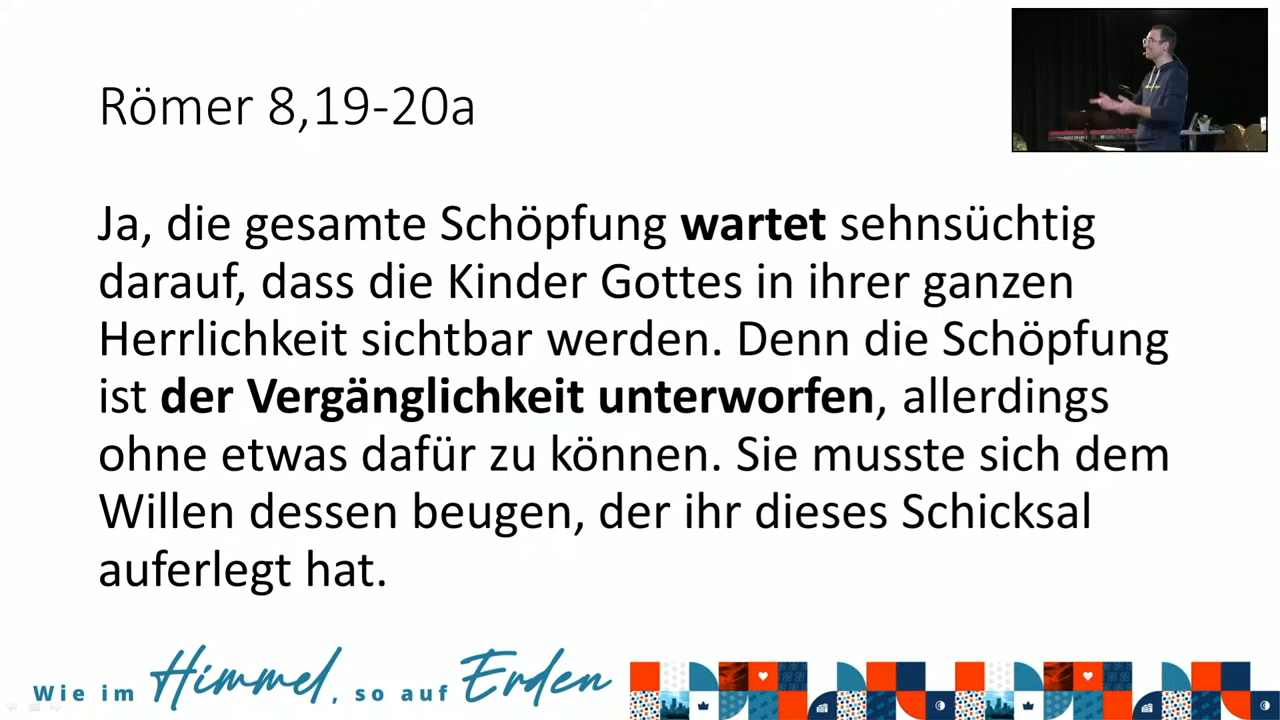 Römer 8,19-20a
Ja, die gesamte Schöpfung wartet sehnsüchtig
darauf, dass die Kinder Gottes in ihrer ganzen
Herrlichkeit sichtbar werden. Denn die Schöpfung
ist der Vergänglichkeit unterworfen, allerdings
ohne etwas dafür zu können. Sie musste sich dem
Willen dessen beugen, der ihr dieses Schicksal
auferlegt hat.
Wie im Himmel, so auf Erden